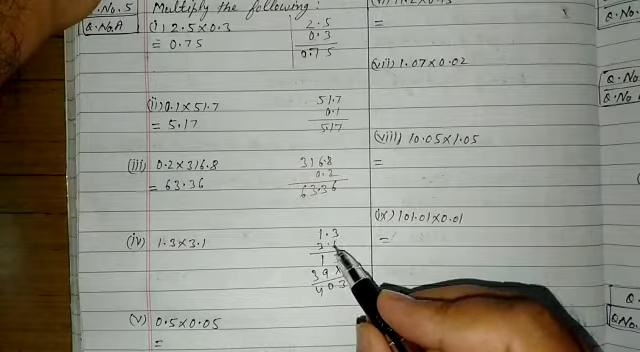 Q.No.5 Multiply the following:
Q.No.A (i) 2.5×0.3
= 0.75
2.5
0.3
0.75
(ii) 0.1×51.7
= 5.17
51.7
0.1
5.17
(iii) 0.2×316.8
= 63.36
316.8
0.2
63.36
(iv) 1.3×3.1
1.3
3.1
1
39×
403
(v) 0.5×0.05
=
=
(vii) 1.07×0.02
(viii) 10.05×1.05
=
(ix) 101.01×0.01
=
Q.No.
Q.No.
Q.
Q.No.